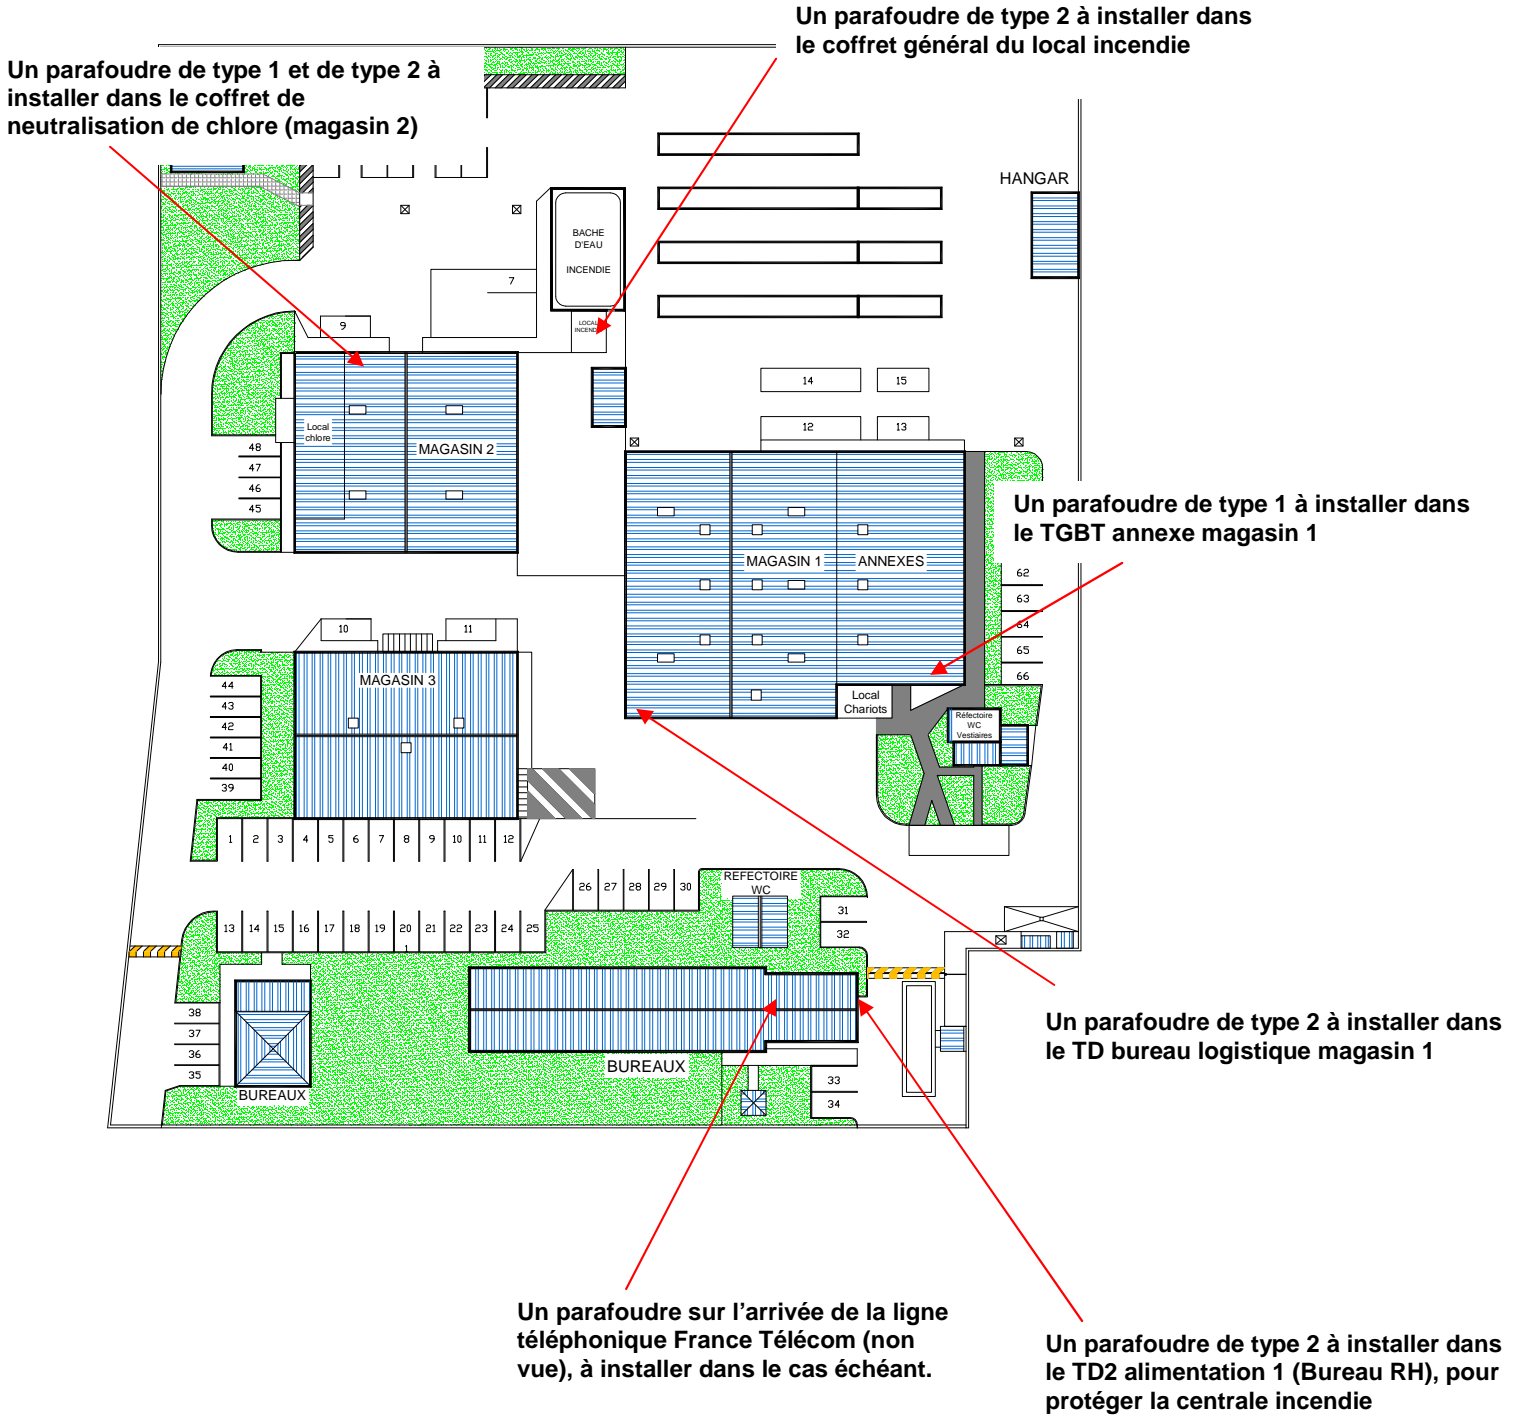 Un parafoudre de type 2 à installer dans
le coffret général du local incendie
Un parafoudre de type 1 et de type 2 à
installer dans le coffret de
neutralisation de chlore (magasin 2)
HANGAR
BACHE
D'EAU
INCENDIE
7
LOCAL
INCENDIE
9
14
15
12
13
Local
chlore
MAGASIN 2
48
47
46
45
Un parafoudre de type 1 à installer dans
le TGBT annexe magasin 1
MAGASIN 1
ANNEXES
62
63
64
65
66
10
11
MAGASIN 3
44
43
42
41
40
39
Local
Chariots
Réfectoire
WC
Vestiaires
1 2 3 4 5 6 7 8 9 10 11 12
26 27 28 29 30
REFECTOIRE
WC
31
32
13 14 15 16 17 18 19 20 21 22 23 24 25
1
38
37
36
35
BUREAUX
BUREAUX
33
34
Un parafoudre de type 2 à installer dans
le TD bureau logistique magasin 1
Un parafoudre sur l'arrivée de la ligne
téléphonique France Télécom (non
vue), à installer dans le cas échéant.
Un parafoudre de type 2 à installer dans
le TD2 alimentation 1 (Bureau RH), pour
protéger la centrale incendie